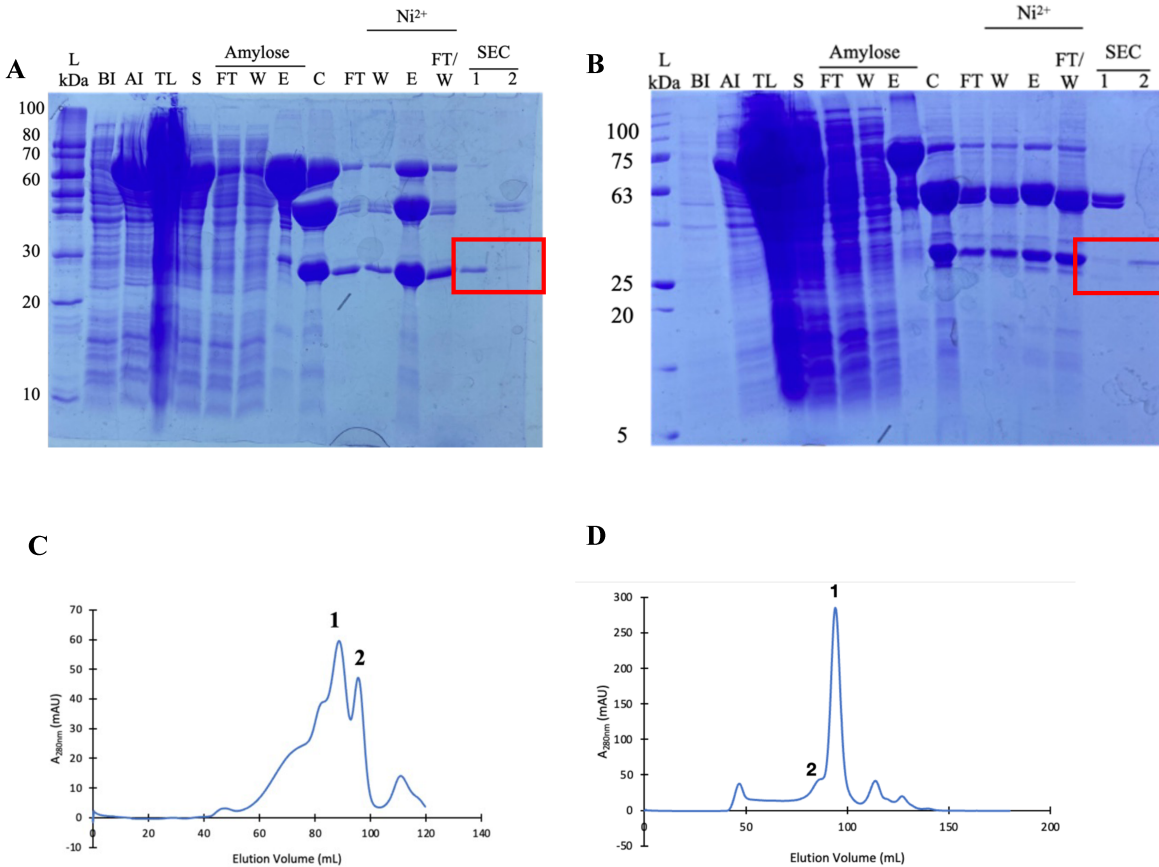 A
L
kDa
BI AI TL S
Amylose
FT W E
C
Ni2+
FT W E
FT/
W
SEC
1 2
100
80
70
60
30
20
10
B
L
kDa
BI AI TL S
Amylose
FT W E
C
Ni2+
FT W E
FT/
W
SEC
1 2
100
75
63
25
20
5
C
A280nm (mAU)
70
60
50
40
30
20
10
0
-10
0 20 40 60 80 100 120 140
1
2
Elution Volume (mL)
D
A280nm (mAU)
300
250
200
150
100
50
0
-50
0 50 100 150 200
1
2
Elution Volume (mL)